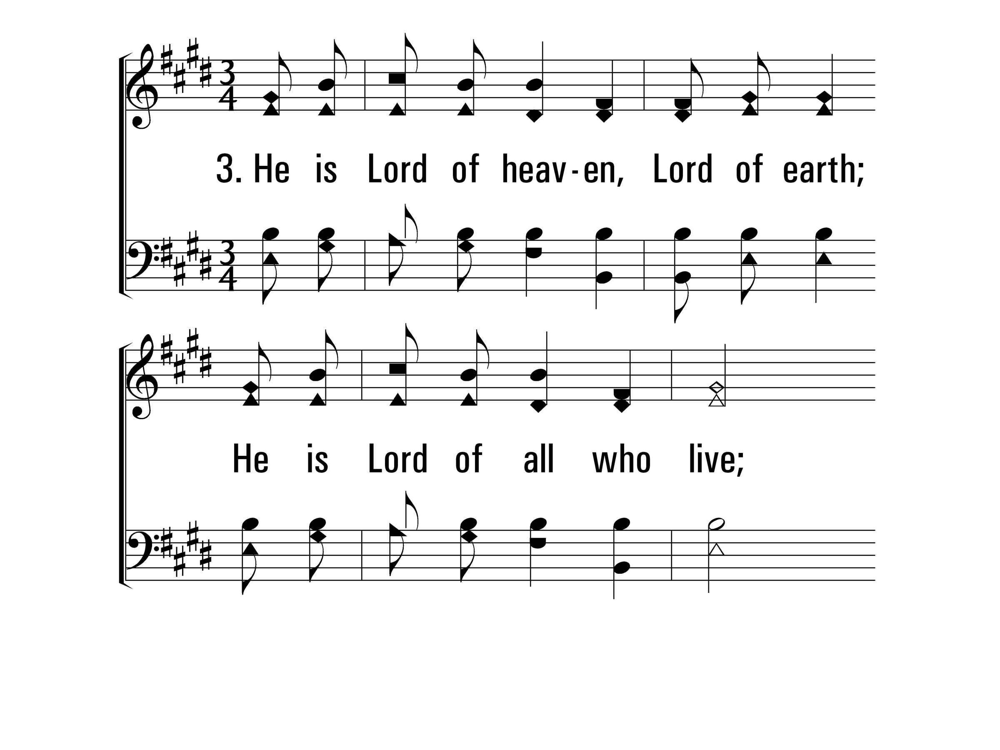 3. He is Lord of heav-en, Lord of earth;
He is Lord of all who live;